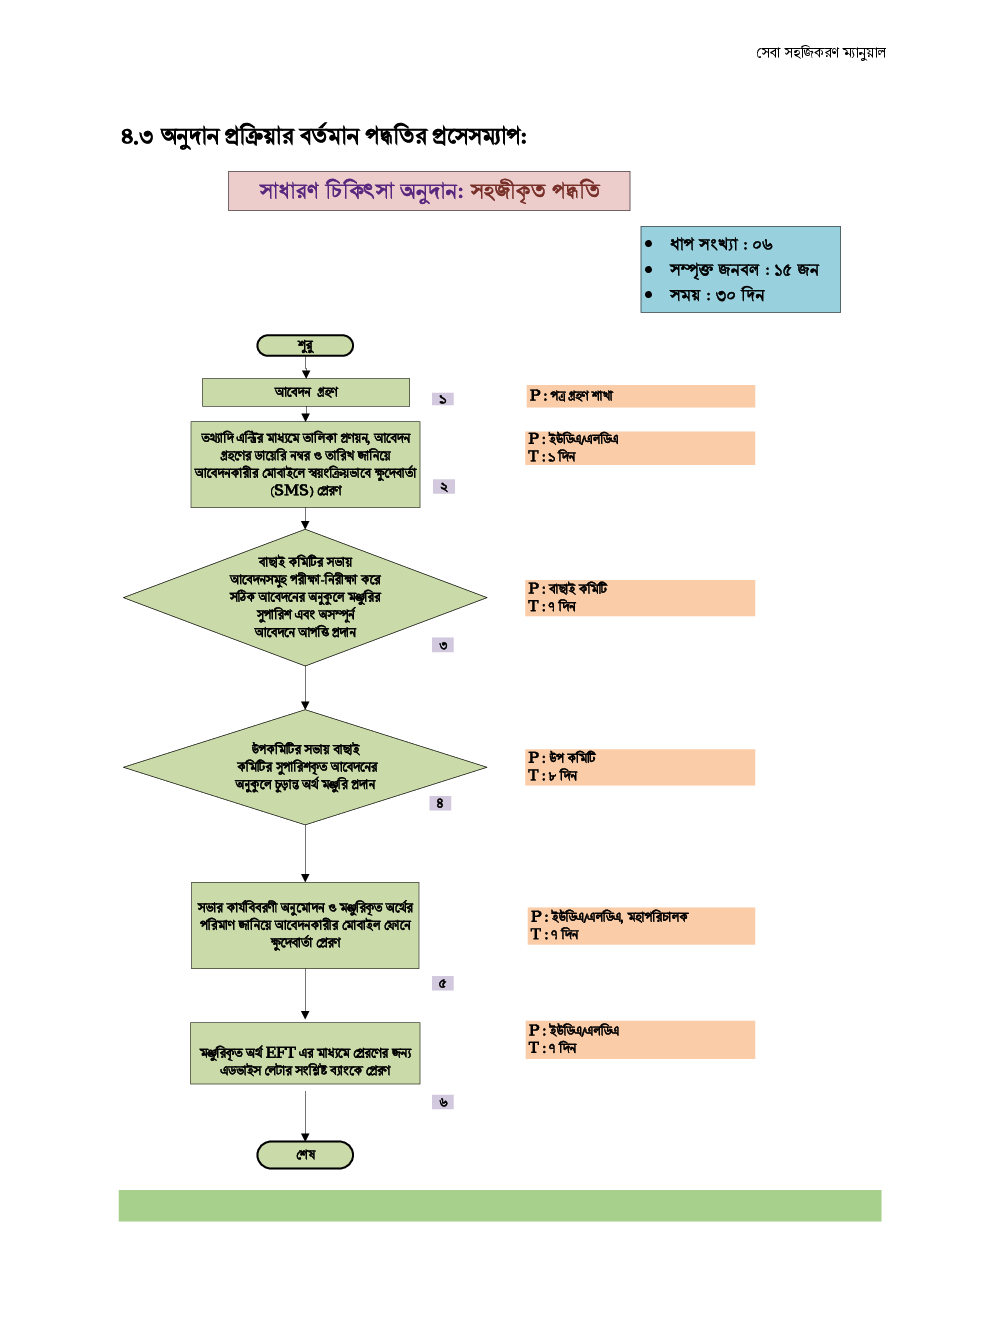 সেবা সহজিকরণ ম্যানুয়াল
৪.৩ অনুদান প্রক্রিয়ার বর্তমান পদ্ধতির প্রসেসম্যাপ:
সাধারণ চিকিৎসা অনুদান: সহজীকৃত পদ্ধতি
• ধাপ সংখ্যা : ০৬
• সম্পৃক্ত জনবল : ১৫ জন
• সময় : ৩০ দিন
শুরু
আবেদন গ্রহণ
১
P : পত্র গ্রহণ শাখা
তথ্যাদি এন্ট্রির মাধ্যমে তালিকা প্রণয়ন, আবেদন
গ্রহণের ডায়েরি নম্বর ও তারিখ জানিয়ে
আবেদনকারীর মোবাইলে স্বয়ংক্রিয়ভাবে ক্ষুদেবার্তা
(SMS) প্রেরণ
২
P : ইউডিএ/এলডিএ
T : ১ দিন
বাছাই কমিটির সভায়
আবেদনসমূহ পরীক্ষা-নিরীক্ষা করে
সঠিক আবেদনের অনুকুলে মঞ্জুরির
সুপারিশ এবং অসম্পূর্ন
আবেদনে আপত্তি প্রদান
৩
P : বাছাই কমিটি
T : ৭ দিন
উপকমিটির সভায় বাছাই
কমিটির সুপারিশকৃত আবেদনের
অনুকুলে চুড়ান্ত অর্থ মঞ্জুরি প্রদান
৪
P : উপ কমিটি
T : ৮ দিন
সভার কার্যবিবরণী অনুমোদন ও মঞ্জুরিকৃত অর্থের
পরিমাণ জানিয়ে আবেদনকারীর মোবাইল ফোনে
ক্ষুদেবার্তা প্রেরণ
৫
P : ইউডিএ/এলডিএ, মহাপরিচালক
T : ৭ দিন
মঞ্জুরিকৃত অর্থ EFT এর মাধ্যমে প্রেরণের জন্য
এডভাইস লেটার সংশ্লিষ্ট ব্যাংকে প্রেরণ
৬
P : ইউডিএ/এলডিএ
T : ৭ দিন
শেষ